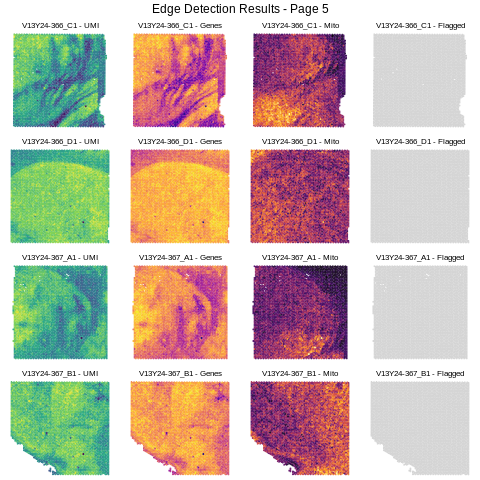 Edge Detection Results - Page 5
V13Y24-366_C1 - UMI
V13Y24-366_C1 - Genes
V13Y24-366_C1 - Mito
V13Y24-366_C1 - Flagged
V13Y24-366_D1 - UMI
V13Y24-366_D1 - Genes
V13Y24-366_D1 - Mito
V13Y24-366_D1 - Flagged
V13Y24-367_A1 - UMI
V13Y24-367_A1 - Genes
V13Y24-367_A1 - Mito
V13Y24-367_A1 - Flagged
V13Y24-367_B1 - UMI
V13Y24-367_B1 - Genes
V13Y24-367_B1 - Mito
V13Y24-367_B1 - Flagged